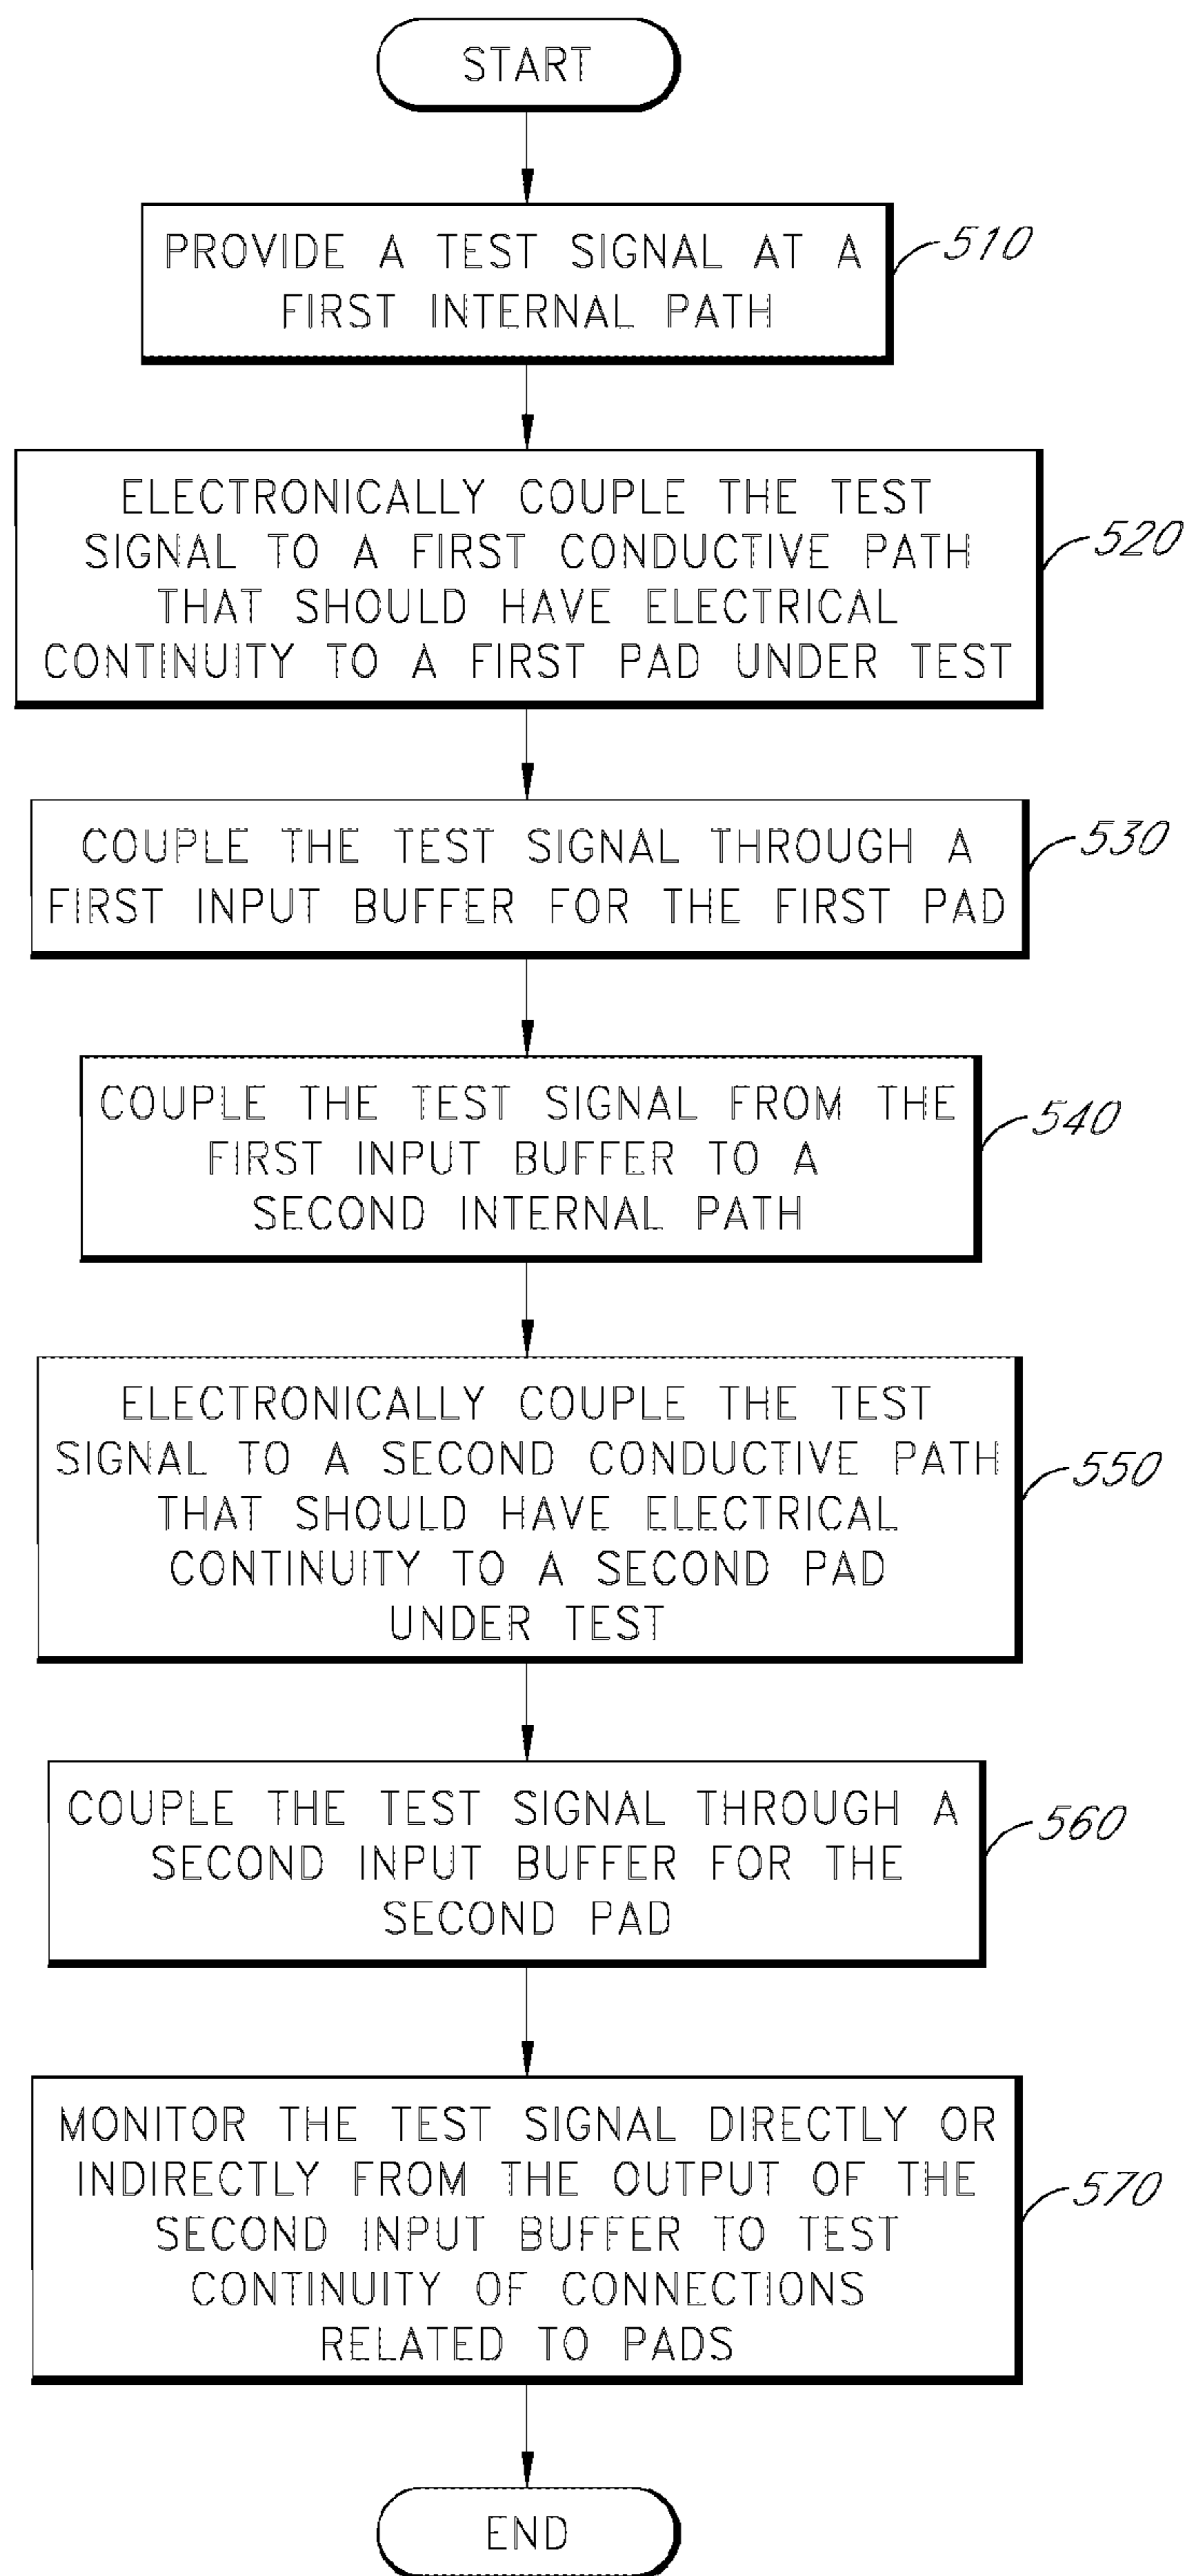 START
PROVIDE A TEST SIGNAL AT A
FIRST INTERNAL PATH
510
ELECTRONICALLY COUPLE THE TEST
SIGNAL TO A FIRST CONDUCTIVE PATH
THAT SHOULD HAVE ELECTRICAL
CONTINUITY TO A FIRST PAD UNDER TEST
520
COUPLE THE TEST SIGNAL THROUGH A
FIRST INPUT BUFFER FOR THE FIRST PAD
530
COUPLE THE TEST SIGNAL FROM THE
FIRST INPUT BUFFER TO A
SECOND INTERNAL PATH
540
ELECTRONICALLY COUPLE THE TEST
SIGNAL TO A SECOND CONDUCTIVE PATH
THAT SHOULD HAVE ELECTRICAL
CONTINUITY TO A SECOND PAD
UNDER TEST
550
COUPLE THE TEST SIGNAL THROUGH A
SECOND INPUT BUFFER FOR THE
SECOND PAD
560
MONITOR THE TEST SIGNAL DIRECTLY OR
INDIRECTLY FROM THE OUTPUT OF THE
SECOND INPUT BUFFER TO TEST
CONTINUITY OF CONNECTIONS
RELATED TO PADS
570
END